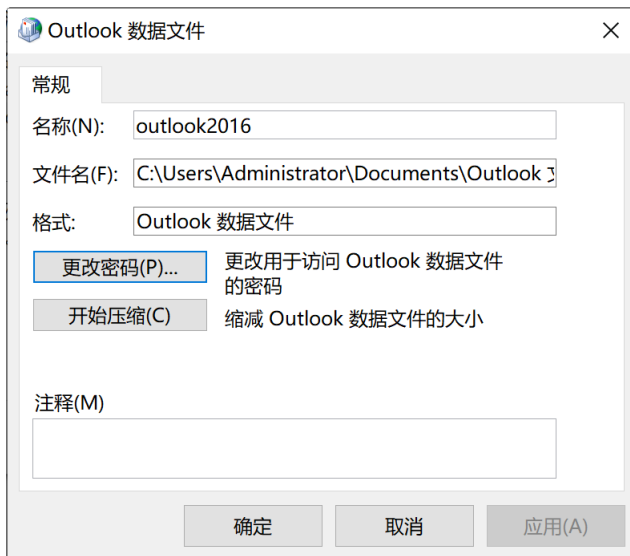 Outlook 数据文件
常规
名称(N): outlook2016
文件名(F): C:\Users\Administrator\Documents\Outlook
格式: Outlook 数据文件
更改密码(P)... 更改用于访问 Outlook 数据文件
的密码
开始压缩(C) 缩减 Outlook 数据文件的大小
注释(M)
确定 取消 应用(A)